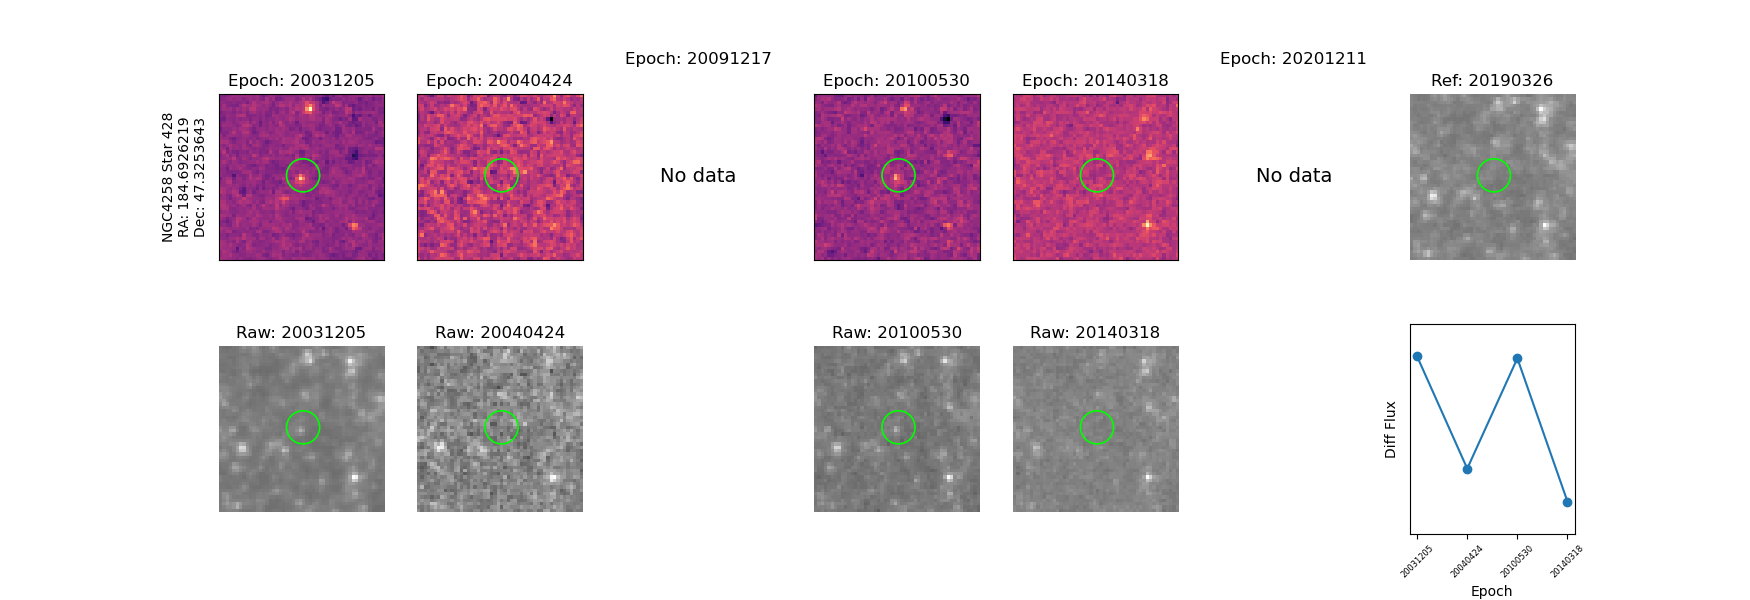 NGC4258 Star 428
RA: 184.6926219
Dec: 47.3253643
Epoch: 20031205
Epoch: 20040424
Epoch: 20091217
No data
Epoch: 20100530
Epoch: 20140318
Epoch: 20201211
No data
Ref: 20190326
Raw: 20031205
Raw: 20040424
Raw: 20100530
Raw: 20140318
Diff Flux
20031205
20040424
20100530
20140318
Epoch